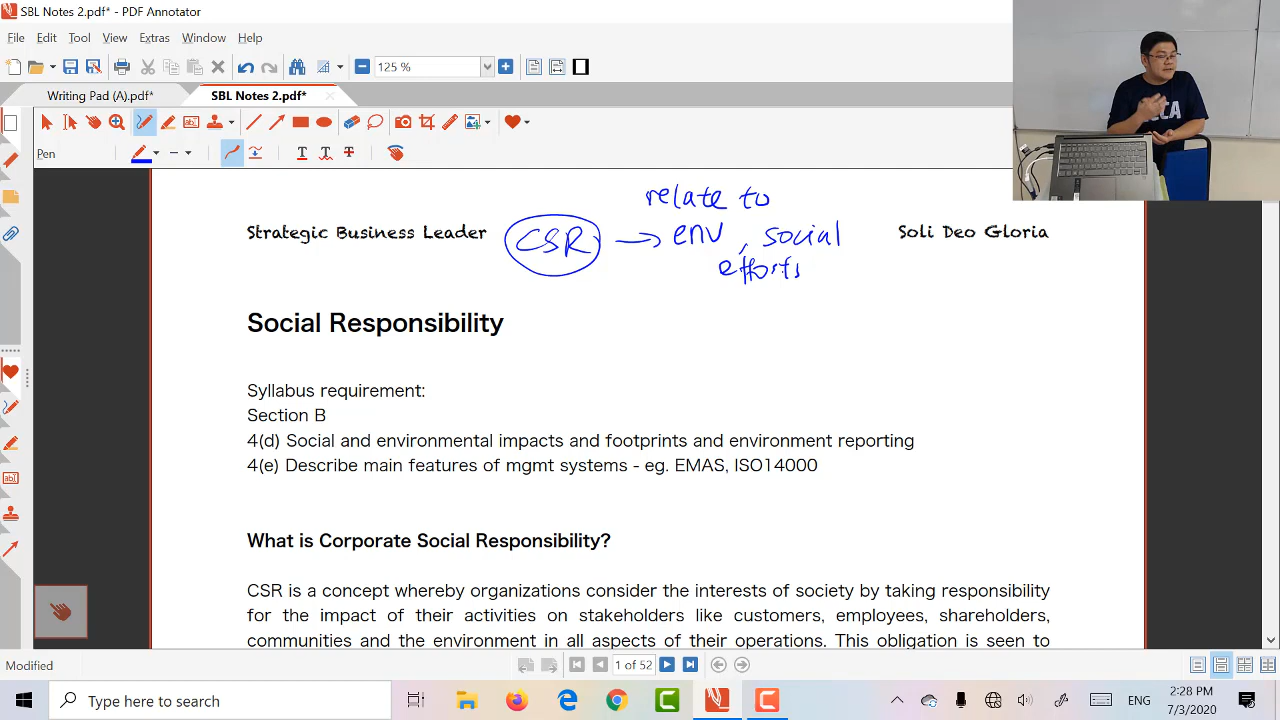 SBL Notes 2.pdf* - PDF Annotator
File Edit Tool View Extras Window Help
125 %
Writing Pad (A).pdf* SBL Notes 2.pdf*
Pen
relate to
Strategic Business Leader CSR → env , social Soli Deo Gloria
efforts
Social Responsibility
Syllabus requirement:
Section B
4(d) Social and environmental impacts and footprints and environment reporting
4(e) Describe main features of mgmt systems - eg. EMAS, ISO14000
What is Corporate Social Responsibility?
CSR is a concept whereby organizations consider the interests of society by taking responsibility
for the impact of their activities on stakeholders like customers, employees, shareholders,
communities and the environment in all aspects of their operations. This obligation is seen to
Modified 1 of 52
Type here to search
ENG
2:28 PM
7/3/2020